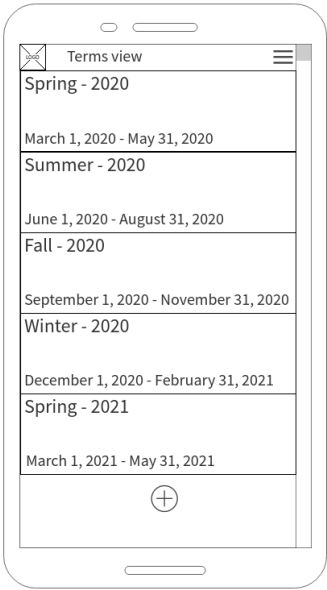 LOGO
Terms view
Spring - 2020
March 1, 2020 - May 31, 2020
Summer - 2020
June 1, 2020 - August 31, 2020
Fall - 2020
September 1, 2020 - November 31, 2020
Winter - 2020
December 1, 2020 - February 31, 2021
Spring - 2021
March 1, 2021 - May 31, 2021